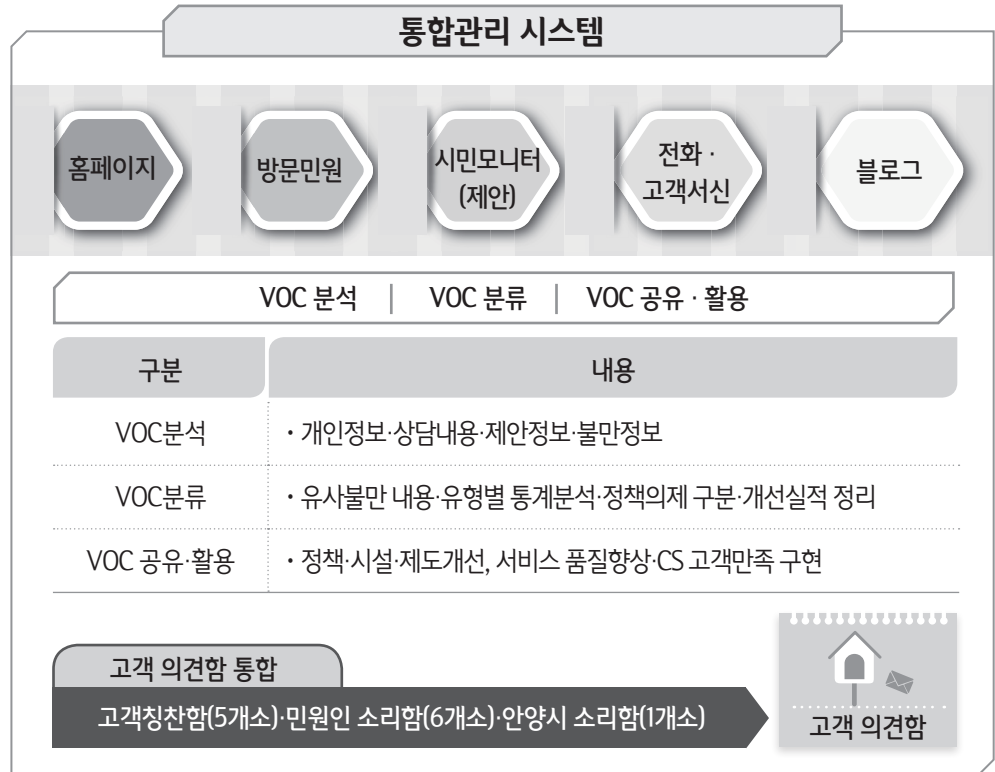 통합관리 시스템
홈페이지
방문민원
시민모니터
(제안)
전화 ·
고객서신
블로그
VOC 분석 | VOC 분류 | VOC 공유 · 활용
구분 내용
VOC분석 · 개인정보·상담내용·제안정보·불만정보
VOC분류 · 유사불만 내용·유형별 통계분석·정책의제 구분·개선실적 정리
VOC 공유·활용 · 정책·시설·제도개선, 서비스 품질향상·CS 고객만족 구현
고객 의견함 통합
고객칭찬함(5개소)·민원인 소리함(6개소)·안양시 소리함(1개소)
고객 의견함